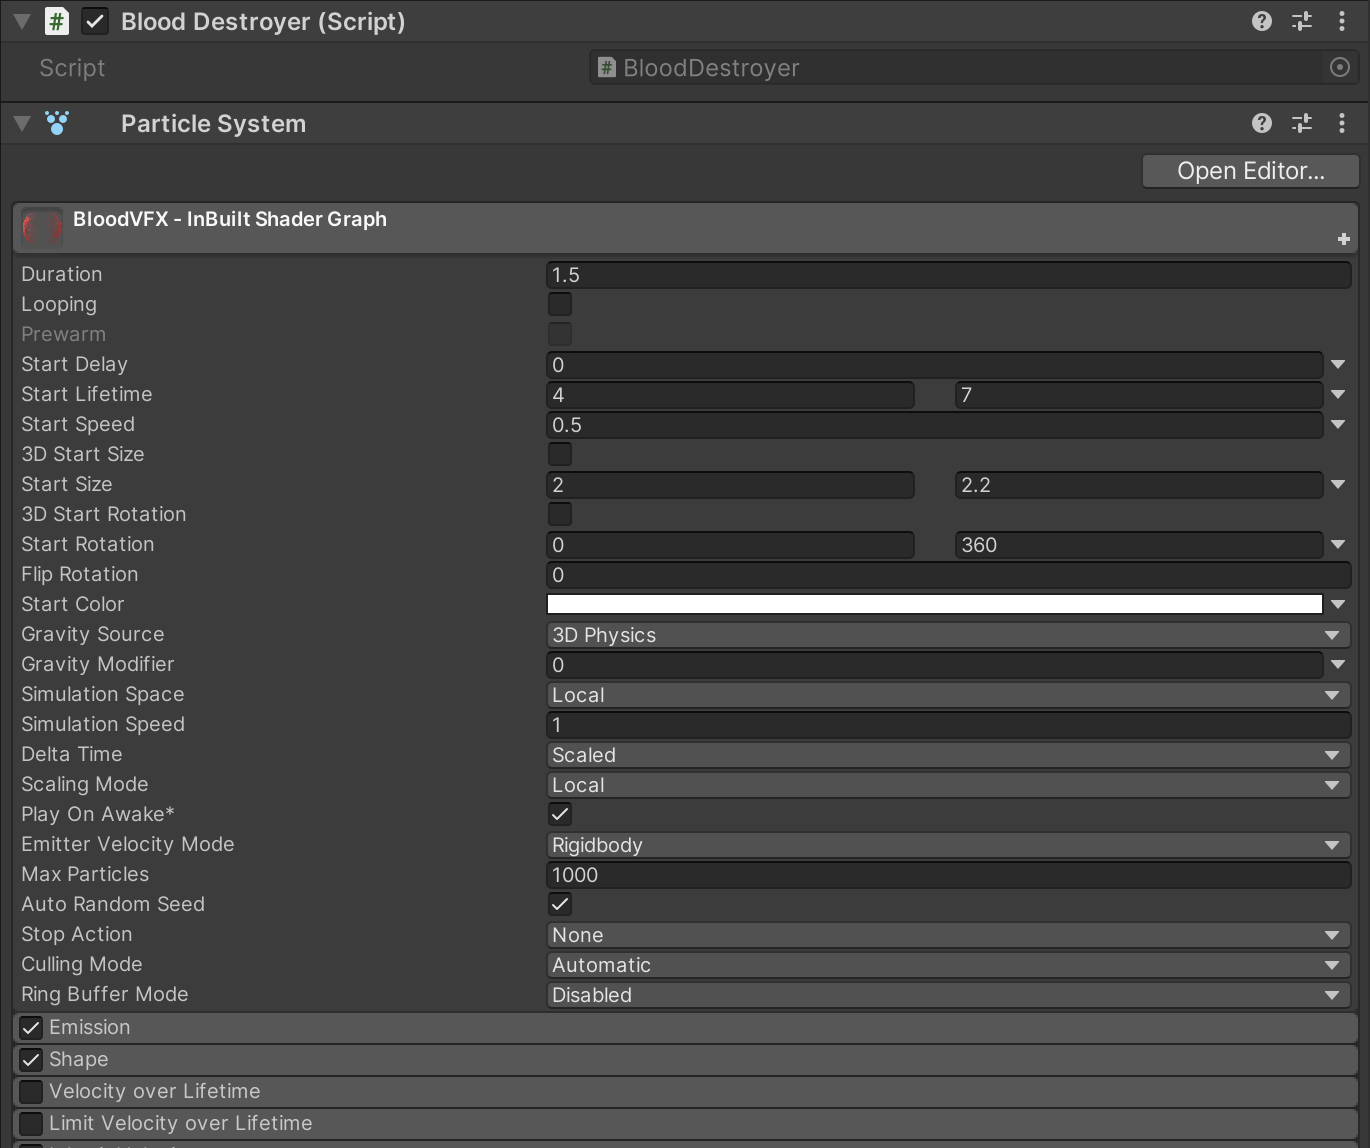 Blood Destroyer (Script)
Script
BloodDestroyer
Particle System
Open Editor...
BloodVFX - InBuilt Shader Graph
Duration 1.5
Looping
Prewarm
Start Delay 0
Start Lifetime 4 7
Start Speed 0.5
3D Start Size
Start Size 2 2.2
3D Start Rotation
Start Rotation 0 360
Flip Rotation 0
Start Color
Gravity Source 3D Physics
Gravity Modifier 0
Simulation Space Local
Simulation Speed 1
Delta Time Scaled
Scaling Mode Local
Play On Awake*
Emitter Velocity Mode Rigidbody
Max Particles 1000
Auto Random Seed
Stop Action None
Culling Mode Automatic
Ring Buffer Mode Disabled
Emission
Shape
Velocity over Lifetime
Limit Velocity over Lifetime